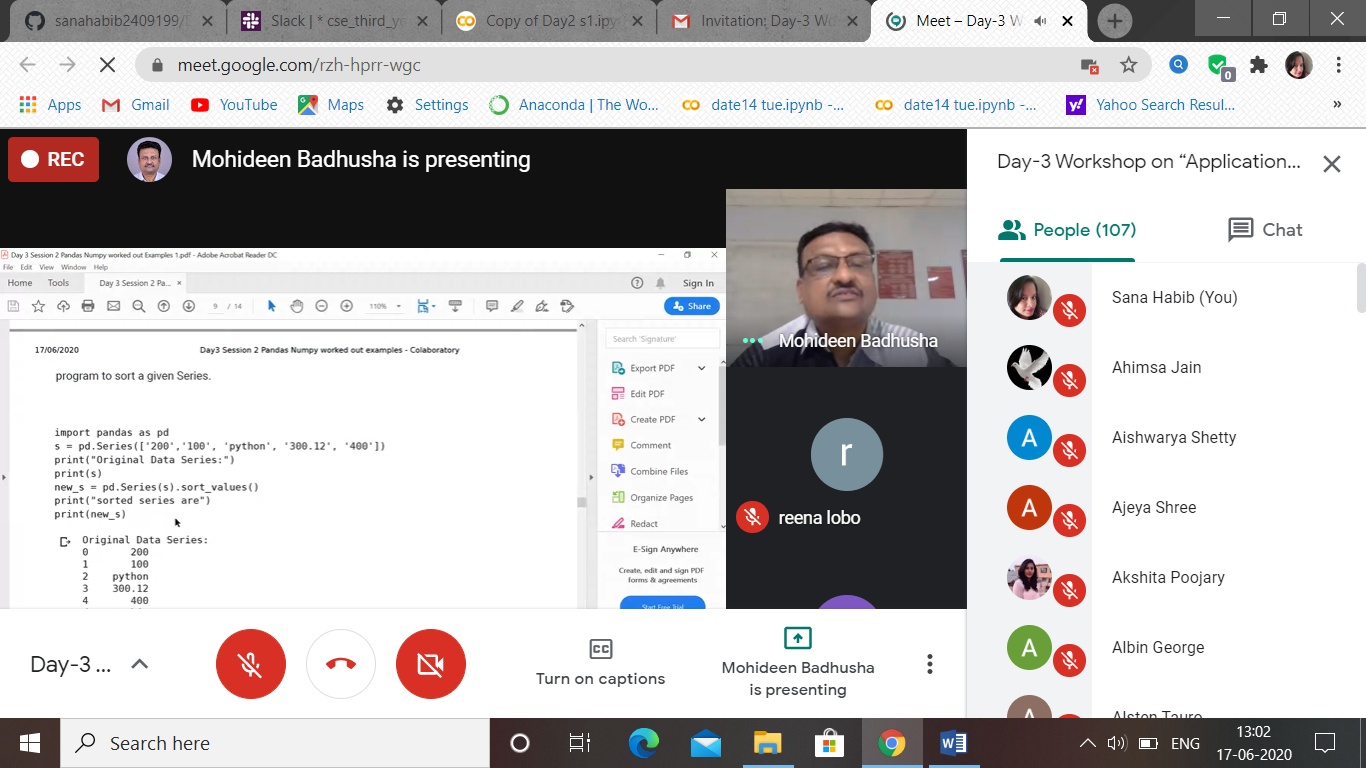 sanahabib2409199/D
Slack | * cse_third_ye
Copy of Day2 s1.ipy
Invitation: Day-3 Wo
Meet – Day-3 W
meet.google.com/rzh-hprr-wgc
0
Apps
Gmail
YouTube
Maps
Settings
Anaconda | The Wo...
date14 tue.ipynb -...
date14 tue.ipynb -...
Yahoo Search Resul...
»
REC
Mohideen Badhusha is presenting
Day 3 Session 2 Pandas Numpy worked out Examples 1.pdf - Adobe Acrobat Reader DC
File Edit View Window Help
Home Tools Day 3 Session 2 Pa... × Sign In
9 / 14 110% Share
17/06/2020 Day3 Session 2 Pandas Numpy worked out examples - Colaboratory
program to sort a given Series.
import pandas as pd
s = pd.Series(['200','100', 'python', '300.12', '400'])
print("Original Data Series:")
print(s)
new_s = pd.Series(s).sort_values()
print("sorted series are")
print(new_s)
Original Data Series:
0 200
1 100
2 python
3 300.12
4 400
Search 'Signature'
Export PDF
Edit PDF
Create PDF
Comment
Combine Files
Organize Pages
Redact
E-Sign Anywhere
Create, edit and sign PDF
forms & agreements
Start Free Trial
Mohideen Badhusha
r
reena lobo
Day-3 Workshop on “Application...
People (107)
Chat
Sana Habib (You)
Ahimsa Jain
A
Aishwarya Shetty
A
Ajeya Shree
Akshita Poojary
A
Albin George
A
Alsten Tauro
Day-3 ...
CC
Turn on captions
Mohideen Badhusha
is presenting
Search here
W
ENG
13:02
17-06-2020